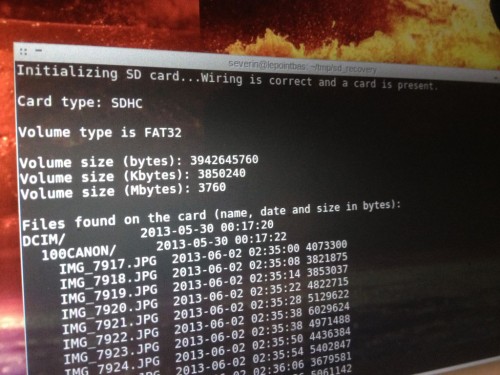 severin@lepointbas: ~/tmp/sd_recovery
Initializing SD card...Wiring is correct and a card is present.
Card type: SDHC
Volume type is FAT32
Volume size (bytes): 3942645760
Volume size (Kbytes): 3850240
Volume size (Mbytes): 3760
Files found on the card (name, date and size in bytes):
DCIM/ 2013-05-30 00:17:20
100CANON/ 2013-05-30 00:17:22
IMG_7917.JPG 2013-06-02 02:35:00 4073300
IMG_7918.JPG 2013-06-02 02:35:08 3821875
IMG_7919.JPG 2013-06-02 02:35:14 3853037
IMG_7920.JPG 2013-06-02 02:35:22 4822715
IMG_7921.JPG 2013-06-02 02:35:28 5129622
IMG_7922.JPG 2013-06-02 02:35:38 6029624
IMG_7923.JPG 2013-06-02 02:35:38 4971488
IMG_7924.JPG 2013-06-02 02:35:50 4436384
2013-06-02 02:35:54 5402847
02:36:06 3679581